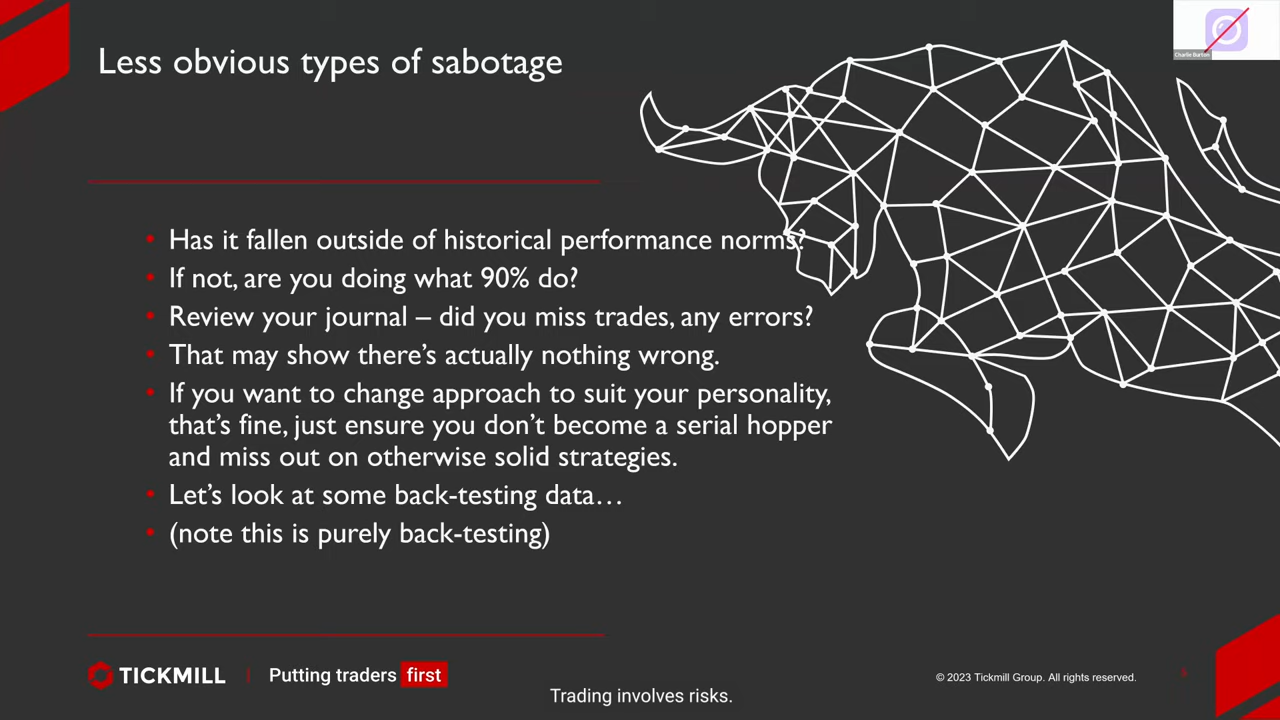 Less obvious types of sabotage
Charlie Burton
• Has it fallen outside of historical performance norms?
• If not, are you doing what 90% do?
• Review your journal – did you miss trades, any errors?
• That may show there’s actually nothing wrong.
• If you want to change approach to suit your personality,
that’s fine, just ensure you don’t become a serial hopper
and miss out on otherwise solid strategies.
• Let’s look at some back-testing data…
• (note this is purely back-testing)
TICKMILL | Putting traders first
© 2023 Tickmill Group. All rights reserved.
Trading involves risks.